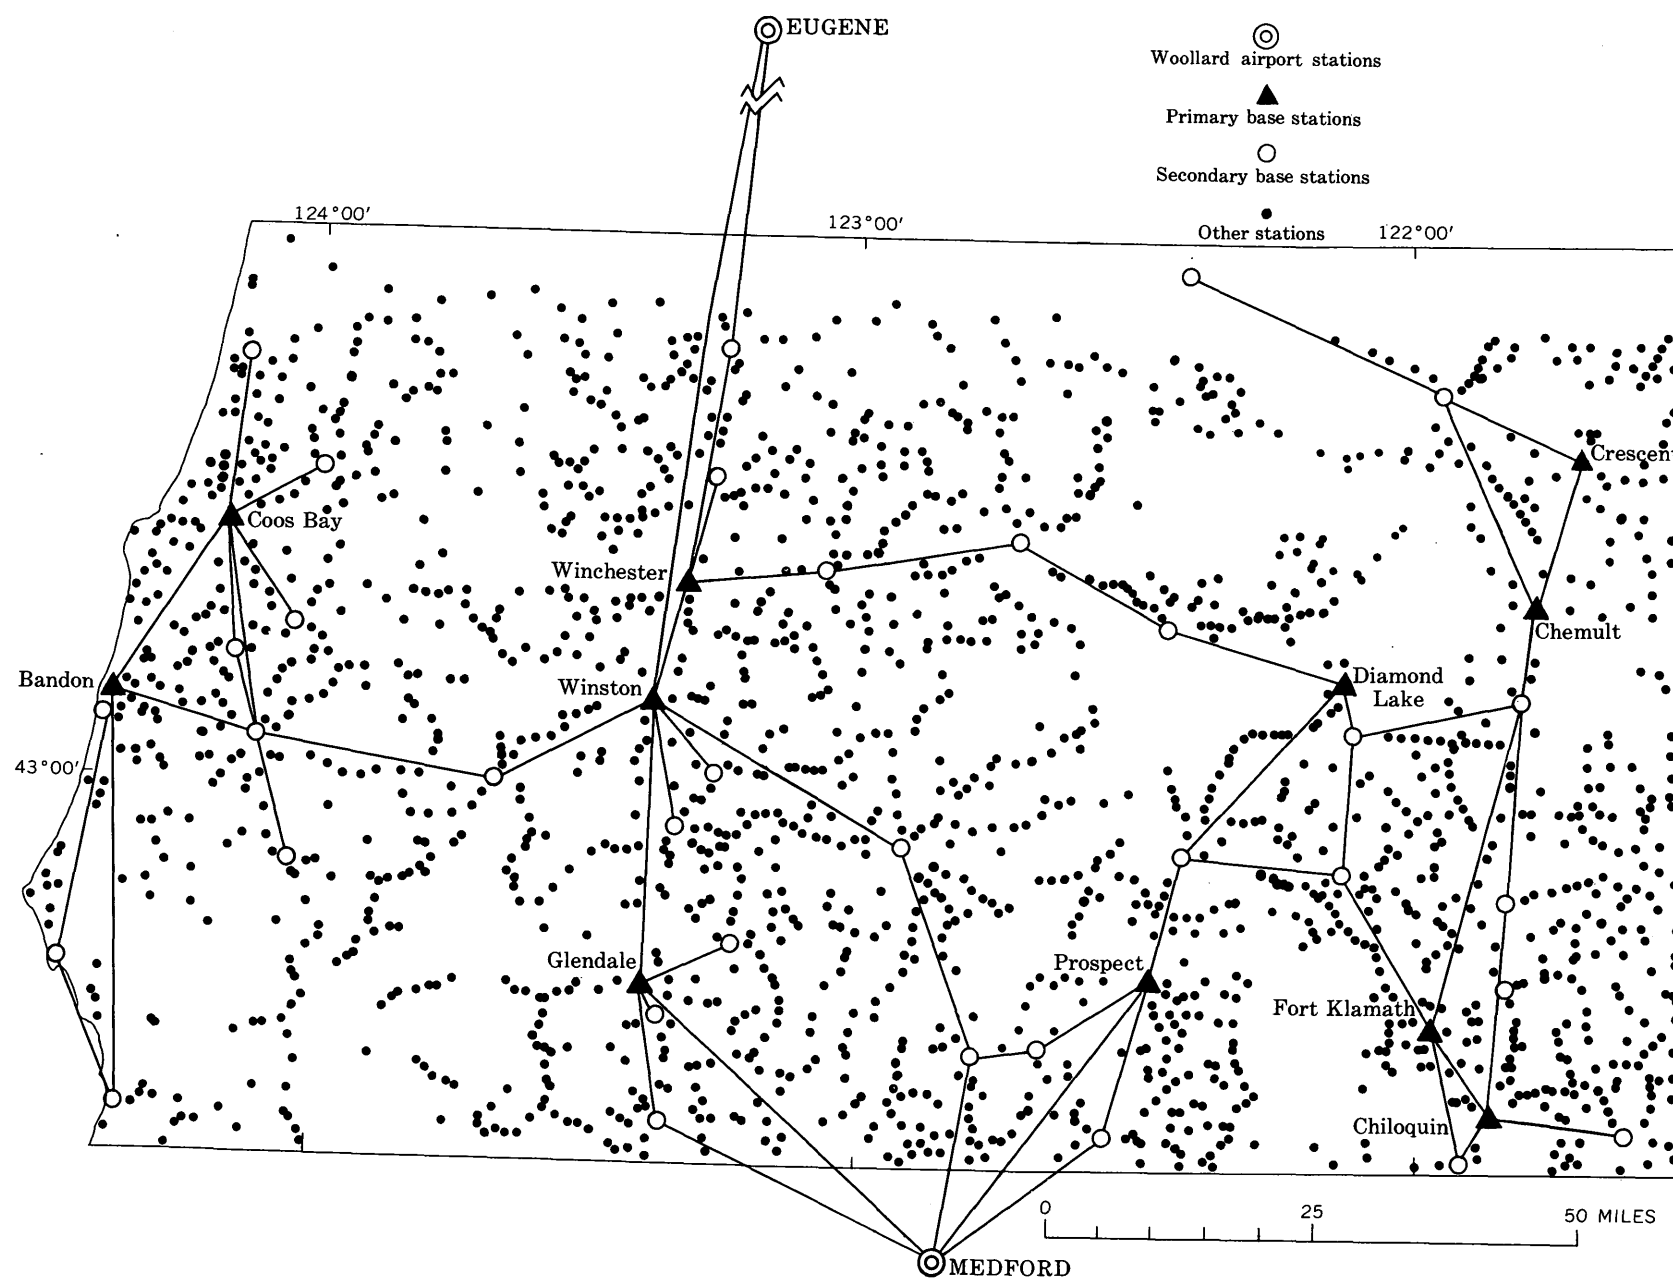 EUGENE
Woollard airport stations
Primary base stations
Secondary base stations
Other stations
124°00′
123°00′
122°00′
Crescent
Coos Bay
Winchester
Chemult
Bandon
Winston
Diamond
Lake
43°00′
Glendale
Prospect
Fort Klamath
Chiloquin
0
25
50 MILES
MEDFORD